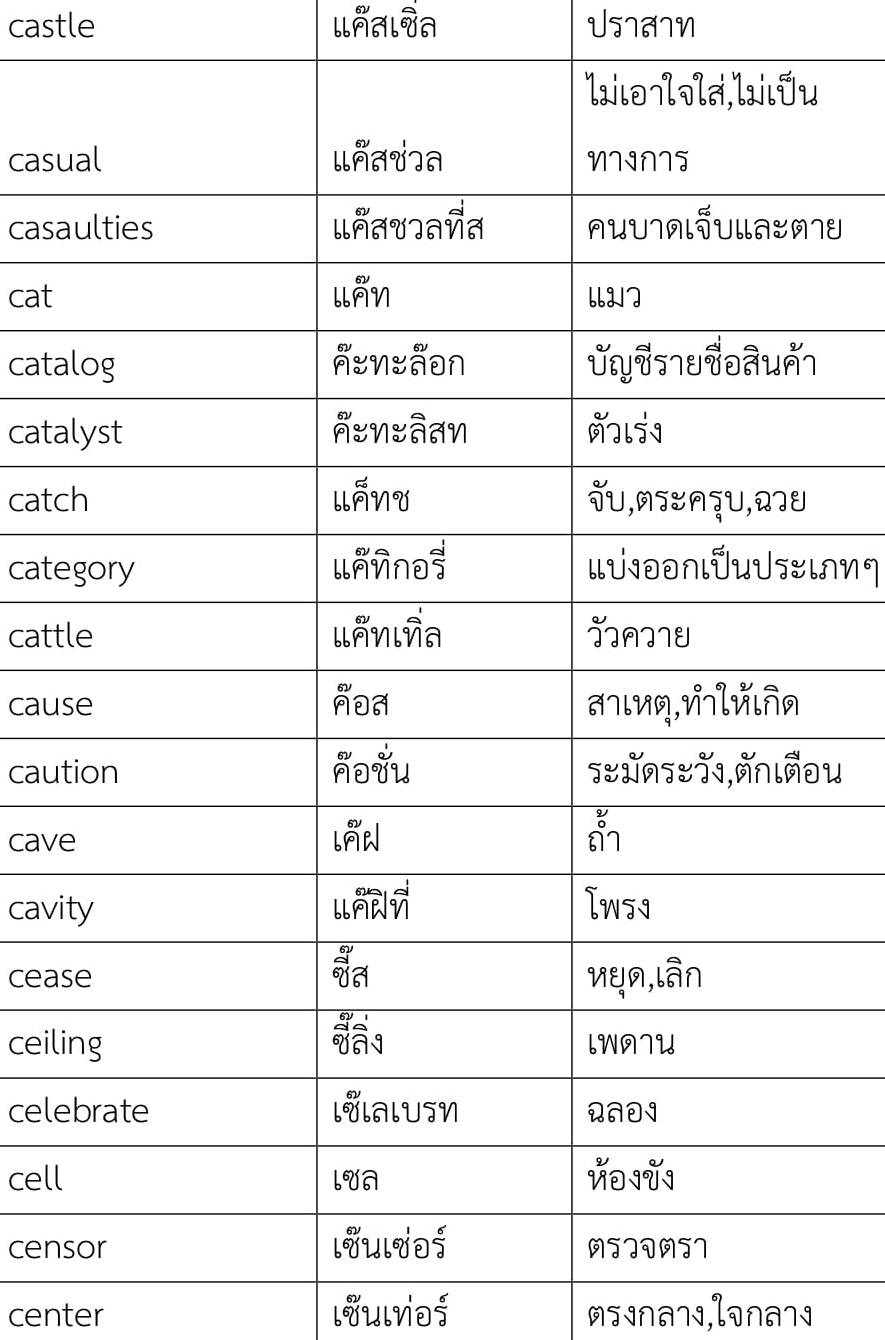 castle แค๊สเซิ่ล ปราสาท
ไม่เอาใจใส่,ไม่เป็น
casual แค๊สช่วล ทางการ
casaulties แค๊สชวลที่ส คนบาดเจ็บและตาย
cat แค๊ท แมว
catalog ค๊ะทะล๊อก บัญชีรายชื่อสินค้า
catalyst ค๊ะทะลิสท ตัวเร่ง
catch แค็ทช จับ,ตระครุบ,ฉวย
category แค๊ทิกอรี่ แบ่งออกเป็นประเภทๆ
cattle แค๊ทเทิ่ล วัวควาย
cause ค๊อส สาเหตุ,ทำให้เกิด
caution ค๊อชั่น ระมัดระวัง,ตักเตือน
cave เค๊ฝ ถ้ำ
cavity แค๊ฝิที่ โพรง
cease ซี๊ส หยุด,เลิก
ceiling ซี๊ลิ่ง เพดาน
celebrate เซ๊เลเบรท ฉลอง
cell เซล ห้องขัง
censor เซ๊นเซ่อร์ ตรวจตรา
center เซ๊นเท่อร์ ตรงกลาง,ใจกลาง